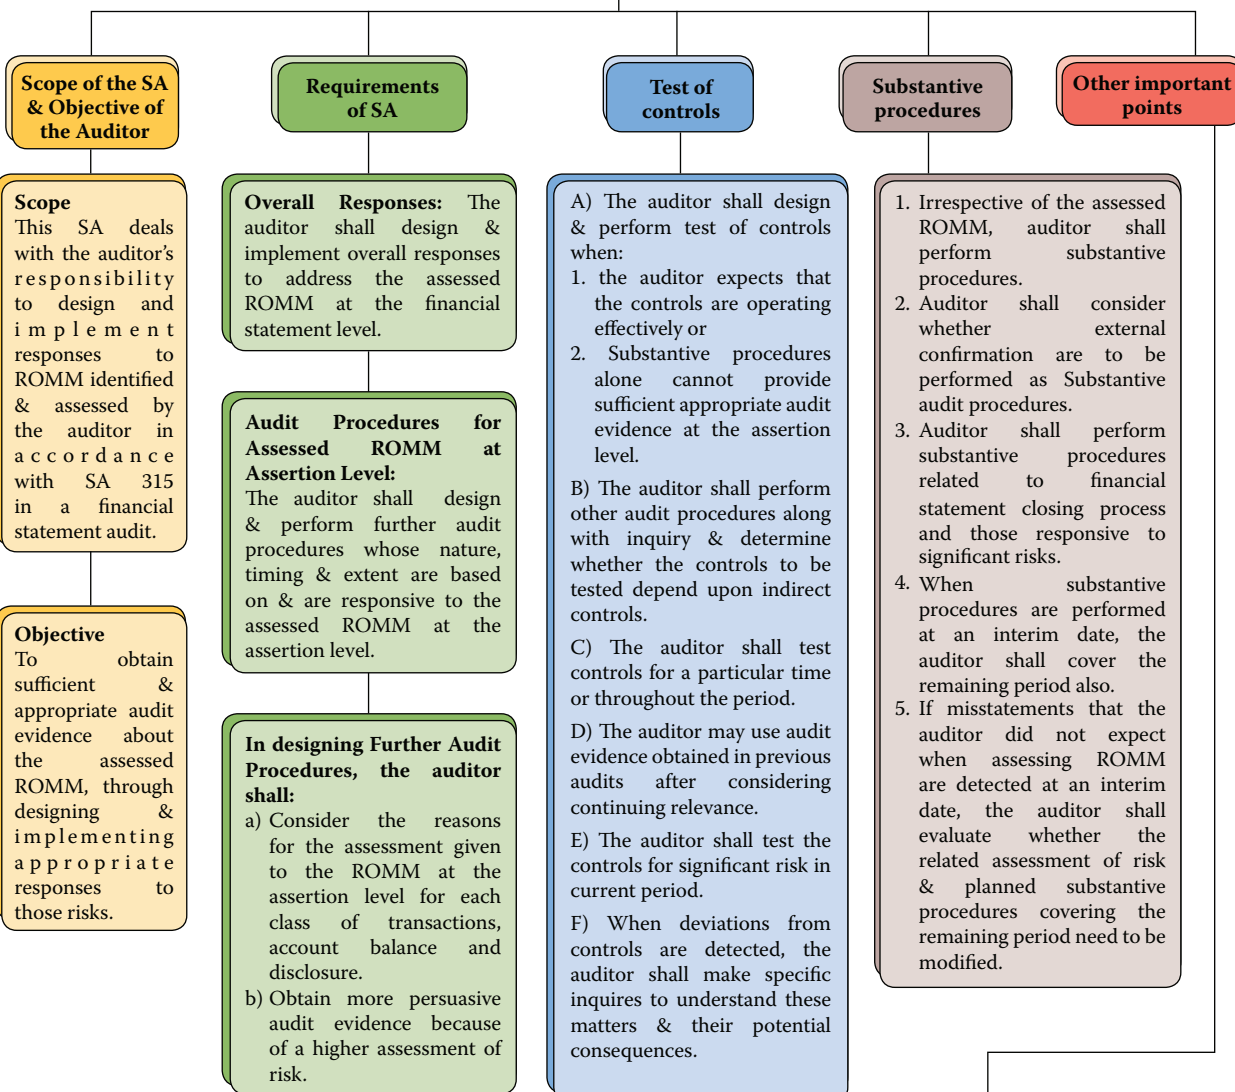 Scope of the SA
& Objective of
the Auditor
Requirements
of SA
Test of
controls
Substantive
procedures
Other important
points
Scope
This SA deals
with the auditor's
responsibility
to design and
implement
responses to
ROMM identified
& assessed by
the auditor in
accordance
with SA 315
in a financial
statement audit.
Objective
To obtain
sufficient &
appropriate audit
evidence about
the assessed
ROMM, through
designing &
implementing
appropriate
responses to
those risks.
Overall Responses: The
auditor shall design &
implement overall responses
to address the assessed
ROMM at the financial
statement level.
Audit Procedures for
Assessed ROMM at
Assertion Level:
The auditor shall design
& perform further audit
procedures whose nature,
timing & extent are based
on & are responsive to the
assessed ROMM at the
assertion level.
In designing Further Audit
Procedures, the auditor
shall:
a) Consider the reasons
for the assessment given
to the ROMM at the
assertion level for each
class of transactions,
account balance and
disclosure.
b) Obtain more persuasive
audit evidence because
of a higher assessment of
risk.
A) The auditor shall design
& perform test of controls
when:
1. the auditor expects that
the controls are operating
effectively or
2. Substantive procedures
alone cannot provide
sufficient appropriate audit
evidence at the assertion
level.
B) The auditor shall perform
other audit procedures along
with inquiry & determine
whether the controls to be
tested depend upon indirect
controls.
C) The auditor shall test
controls for a particular time
or throughout the period.
D) The auditor may use audit
evidence obtained in previous
audits after considering
continuing relevance.
E) The auditor shall test the
controls for significant risk in
current period.
F) When deviations from
controls are detected, the
auditor shall make specific
inquires to understand these
matters & their potential
consequences.
1. Irrespective of the assessed
ROMM, auditor shall
perform substantive
procedures.
2. Auditor shall consider
whether external
confirmation are to be
performed as Substantive
audit procedures.
3. Auditor shall perform
substantive procedures
related to financial
statement closing process
and those responsive to
significant risks.
4. When substantive
procedures are performed
at an interim date, the
auditor shall cover the
remaining period also.
5. If misstatements that the
auditor did not expect
when assessing ROMM
are detected at an interim
date, the auditor shall
evaluate whether the
related assessment of risk
& planned substantive
procedures covering the
remaining period need to be
modified.